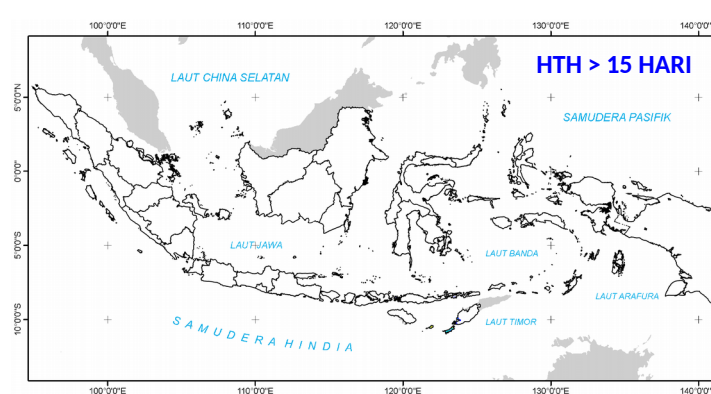 100°0'0"E 110°0'0"E 120°0'0"E 130°0'0"E 140°0'0"E
HTH > 15 HARI
LAUT CHINA SELATAN
SAMUDERA PASIFIK
5°0'0"N
0°0'0"
LAUT JAWA
LAUT BANDA
5°0'0"S
LAUT ARAFURA
LAUT TIMOR
10°0'0"S
SAMUDERA HINDIA
100°0'0"E 110°0'0"E 120°0'0"E 130°0'0"E 140°0'0"E